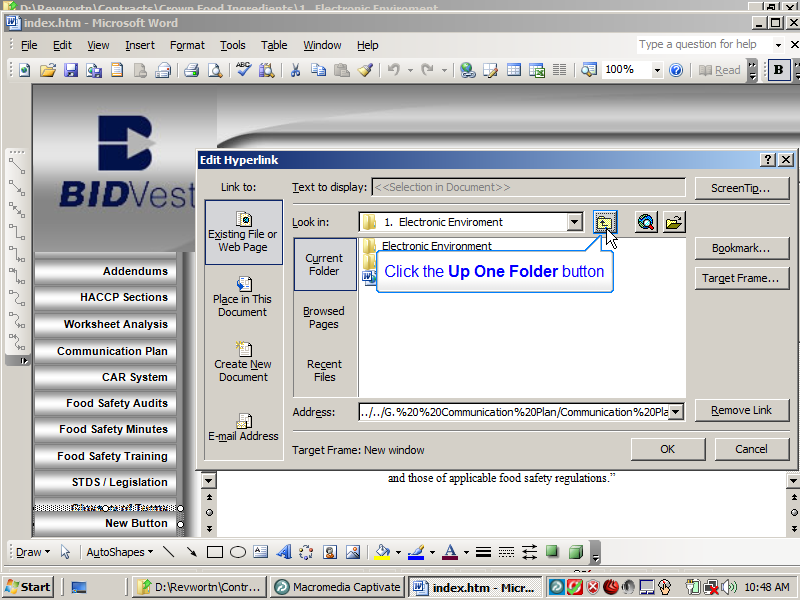 D:\Revwortn\Contracts\Crown Food Ingredients\1. Electronic Enviroment
index.htm - Microsoft Word
File Edit View Insert Format Tools Table Window Help
Type a question for help
100%
Read
B
BIDVest
Addendums
HACCP Sections
Worksheet Analysis
Communication Plan
CAR System
Food Safety Audits
Food Safety Minutes
Food Safety Training
STDS / Legislation
New Button
Edit Hyperlink
Link to:
Text to display: <<Selection in Document>>
ScreenTip...
Existing File or
Web Page
Look in: 1. Electronic Enviroment
Place in This
Document
Create New
Document
E-mail Address
Current
Folder
Browsed
Pages
Recent
Files
Electronic Environment
Click the Up One Folder button
Bookmark...
Target Frame...
Address: ../../G.%20%20Communication%20Plan/Communication%20Pla
Remove Link
Target Frame: New window
OK
Cancel
and those of applicable food safety regulations.”
Draw AutoShapes
Start
D:\Revwortn\Contr...
Macromedia Captivate
index.htm - Micr...
10:48 AM